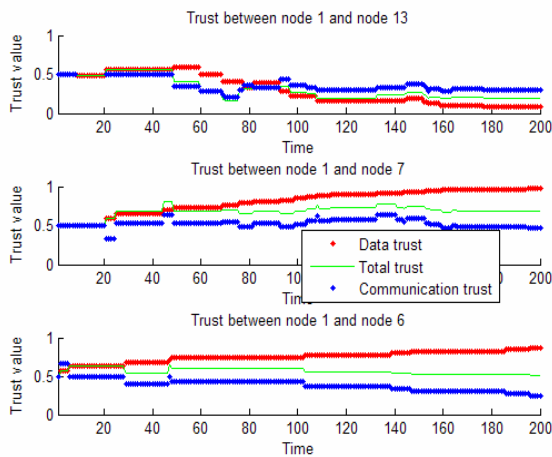 Trust between node 1 and node 13
Trust value
1
0.5
0
20 40 60 80 100 120 140 160 180 200
Time
Trust between node 1 and node 7
Trust value
1
0.5
0
20 40 60 80 100 120 140 160 180 200
Time
Data trust
Total trust
Communication trust
Trust between node 1 and node 6
Trust value
1
0.5
0
20 40 60 80 100 120 140 160 180 200
Time